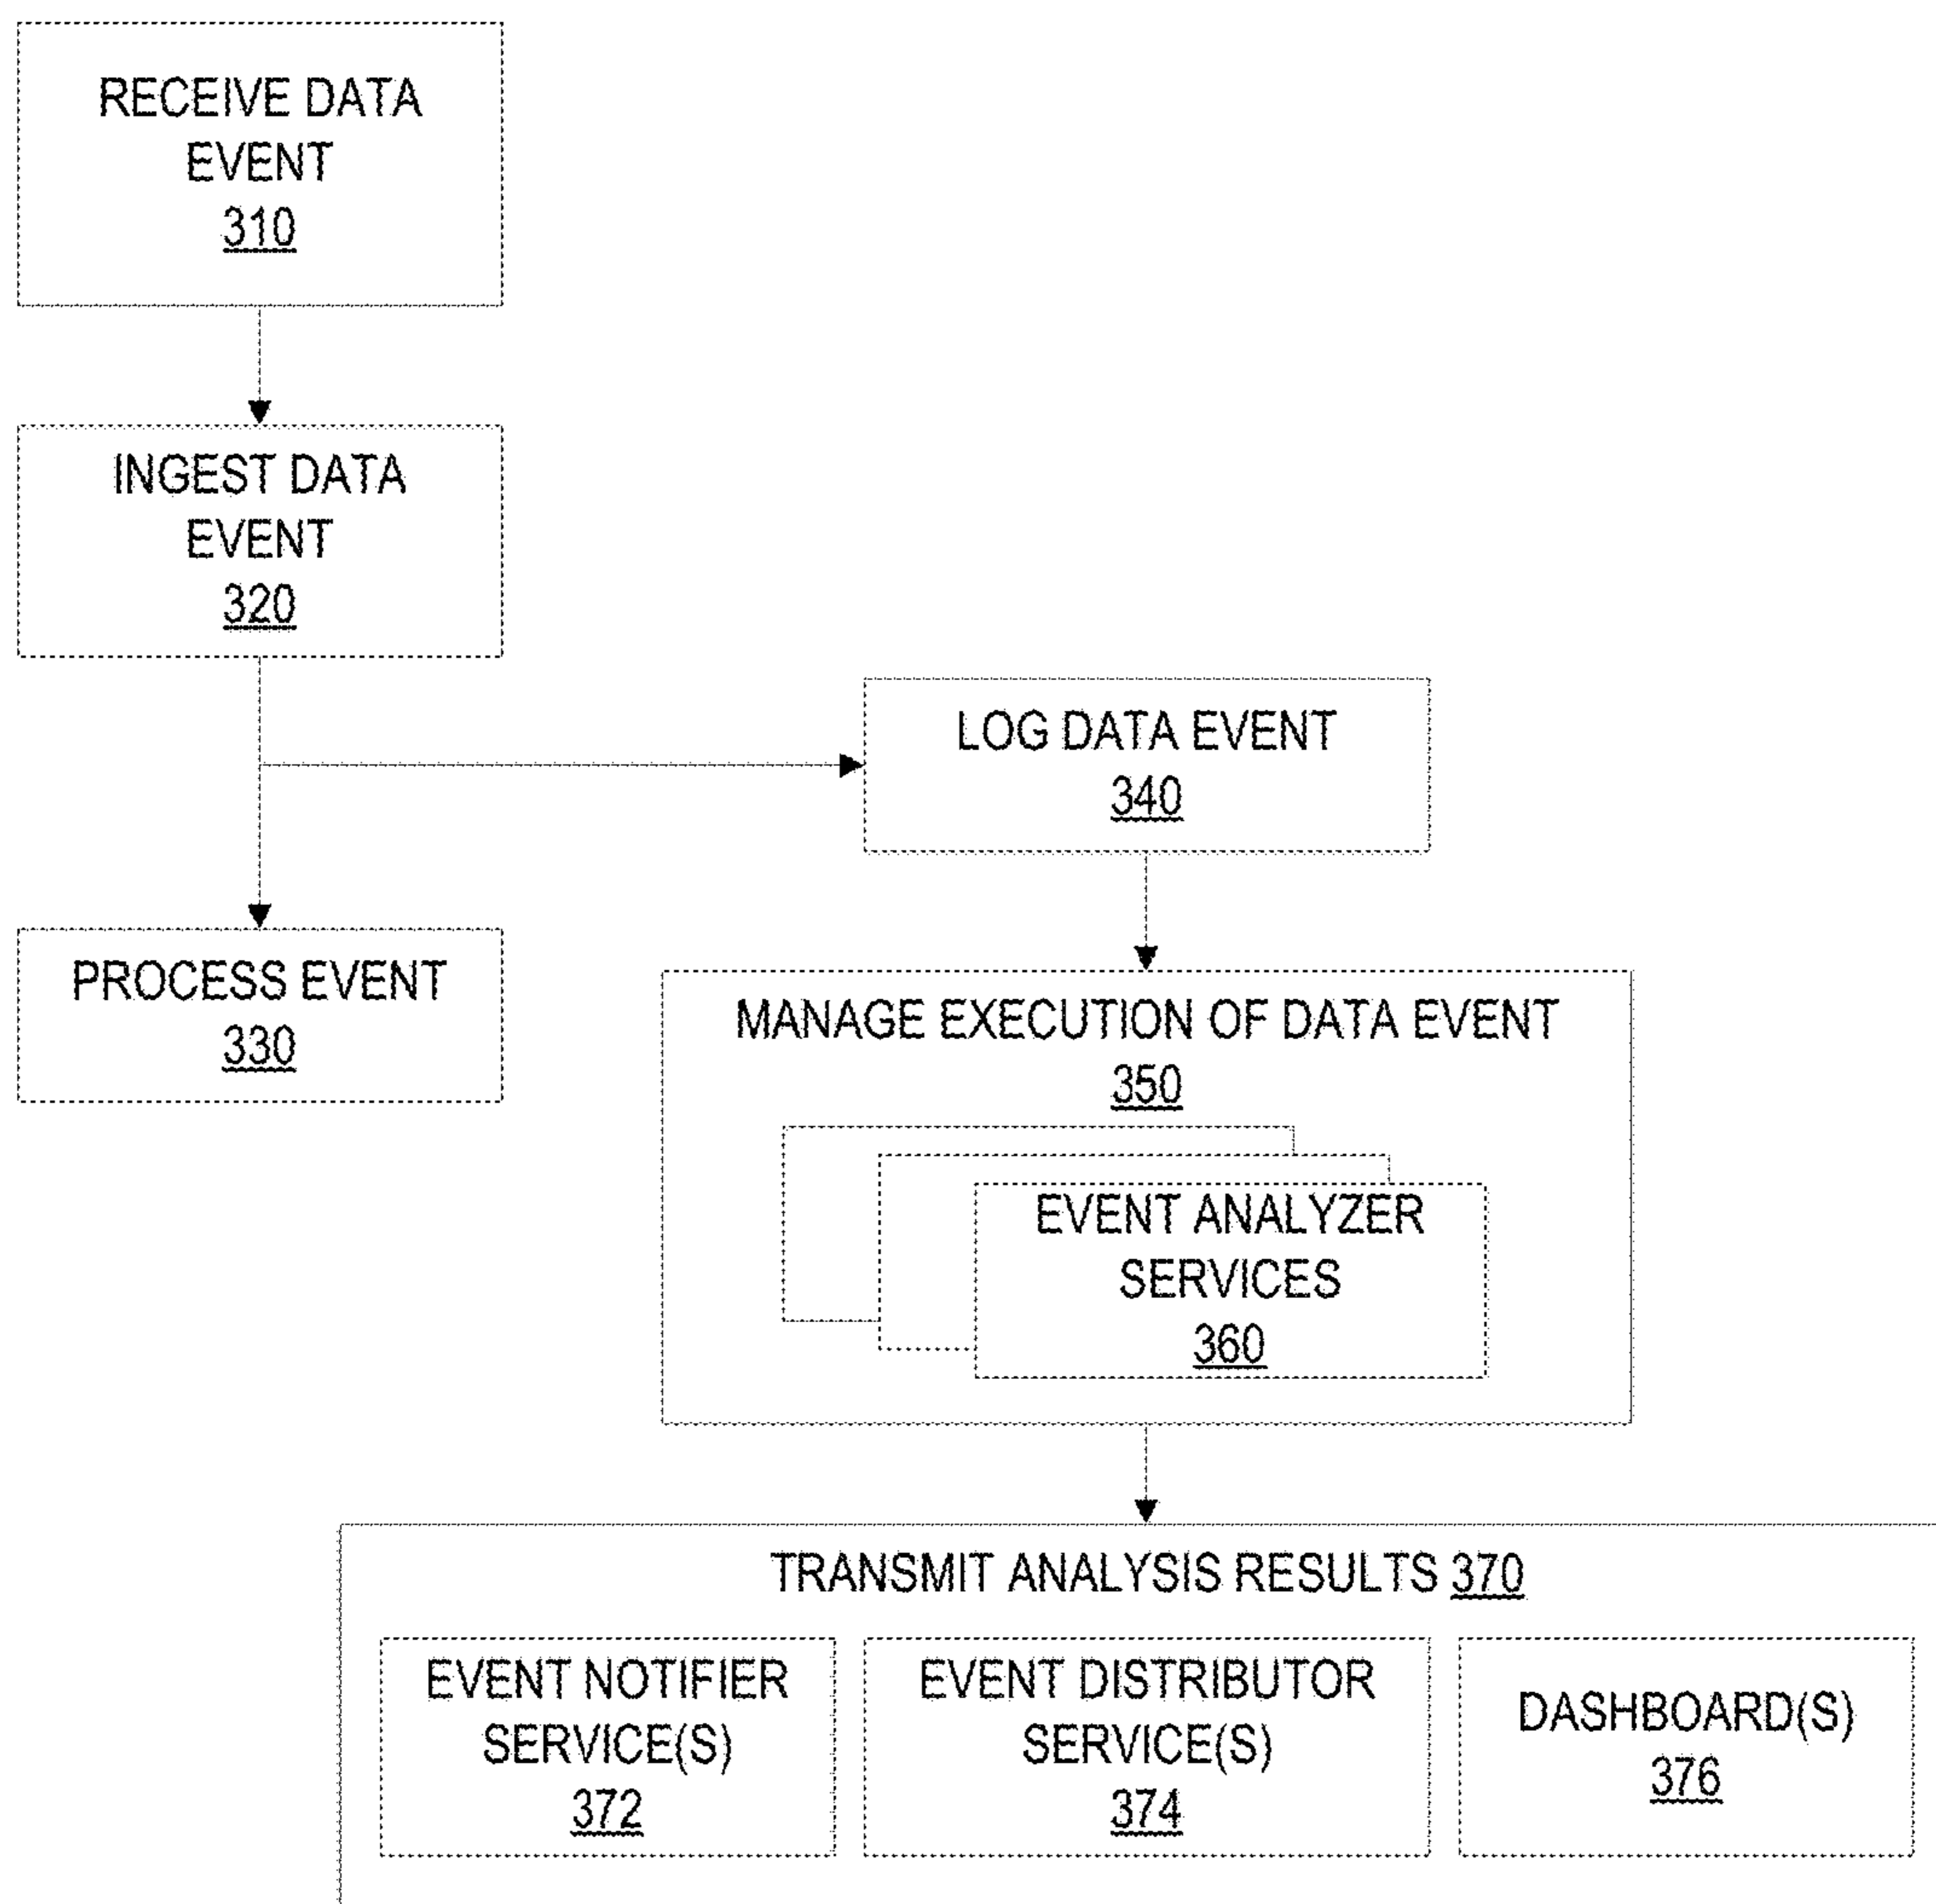 RECEIVE DATA
EVENT
310
INGEST DATA
EVENT
320
LOG DATA EVENT
340
PROCESS EVENT
330
MANAGE EXECUTION OF DATA EVENT
350
EVENT ANALYZER
SERVICES
360
TRANSMIT ANALYSIS RESULTS 370
EVENT NOTIFIER
SERVICE(S)
372
EVENT DISTRIBUTOR
SERVICE(S)
374
DASHBOARD(S)
376